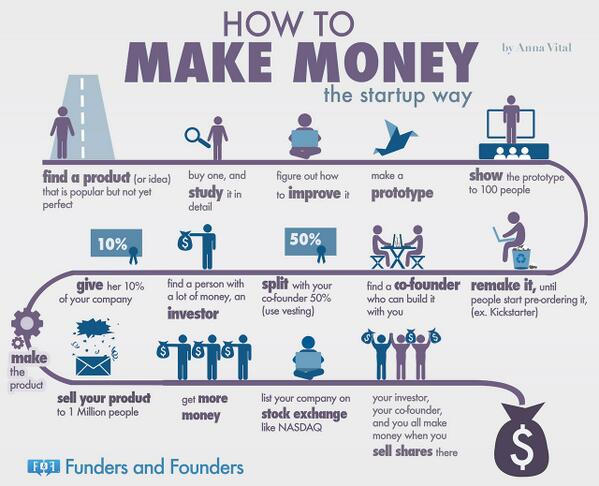 HOW TO
MAKE MONEY
the startup way
by Anna Vital
find a product (or idea)
that is popular but not yet
perfect
buy one, and
study it in
detail
figure out how
to improve it
make a
prototype
show the prototype
to 100 people
10%
give her 10%
of your company
$
find a person with
a lot of money, an
investor
50%
split with your
co-founder 50%
(use vesting)
find a co-founder
who can build it
with you
remake it, until
people start pre-ordering it,
(ex. Kickstarter)
make
the
product
sell your product
to 1 Million people
$ $ $
get more
money
list your company on
stock exchange
like NASDAQ
$ $ $
your investor,
your co-founder,
and you all make
money when you
sell shares there
$
F&F Funders and Founders